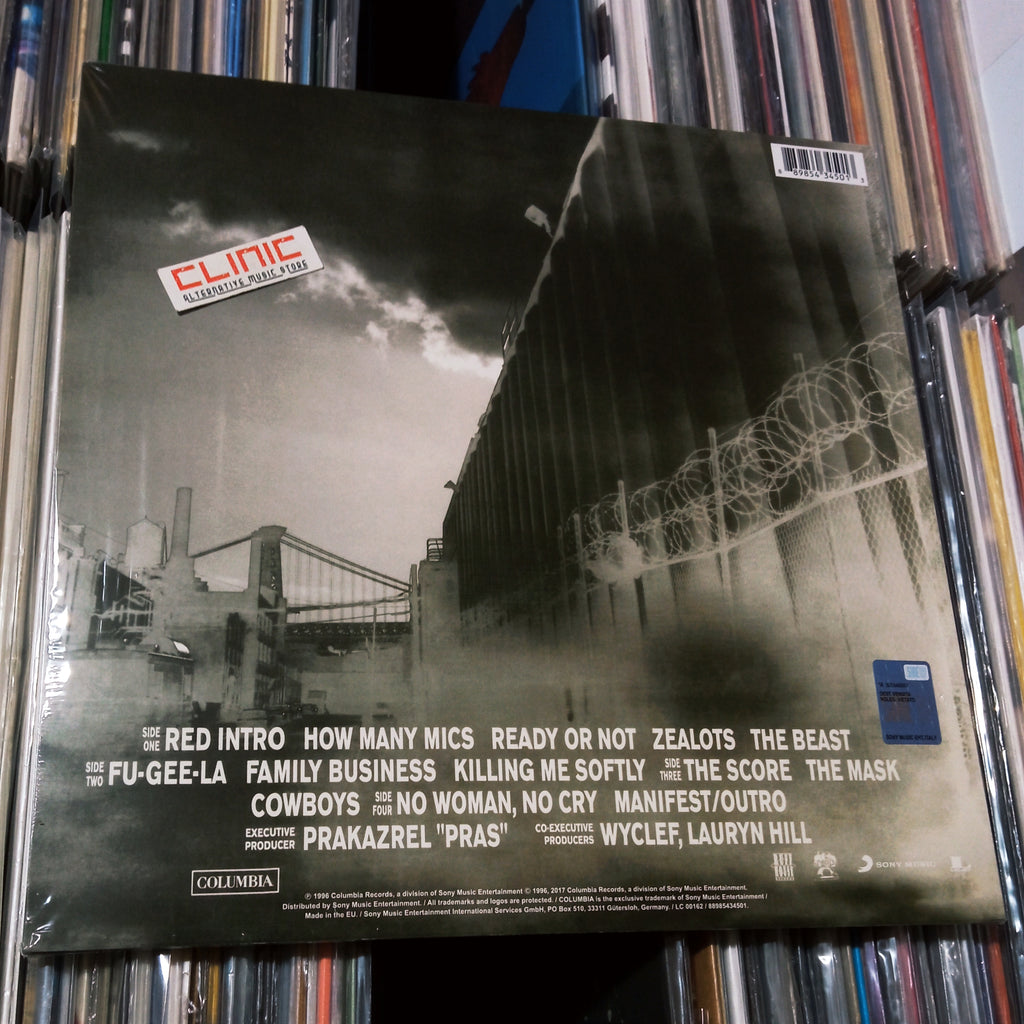 8 89854 34501 3
CLINIC
ALTERNATIVE MUSIC STORE
SIDE ONE RED INTRO HOW MANY MICS READY OR NOT ZEALOTS THE BEAST
SIDE TWO FU-GEE-LA FAMILY BUSINESS KILLING ME SOFTLY SIDE THREE THE SCORE THE MASK
COWBOYS SIDE FOUR NO WOMAN, NO CRY MANIFEST/OUTRO
EXECUTIVE PRODUCER PRAKAZREL "PRAS" CO-EXECUTIVE PRODUCERS WYCLEF, LAURYN HILL
SONY MUSIC
COLUMBIA
℗ 1996 Columbia Records, a division of Sony Music Entertainment © 1996, 2017 Columbia Records, a division of Sony Music Entertainment.
Distributed by Sony Music Entertainment. / All trademarks and logos are protected. / COLUMBIA is the exclusive trademark of Sony Music Entertainment /
Made in the EU. / Sony Music Entertainment International Services GmbH, PO Box 510, 33311 Gütersloh, Germany. / LC 00162 / 88985434501.